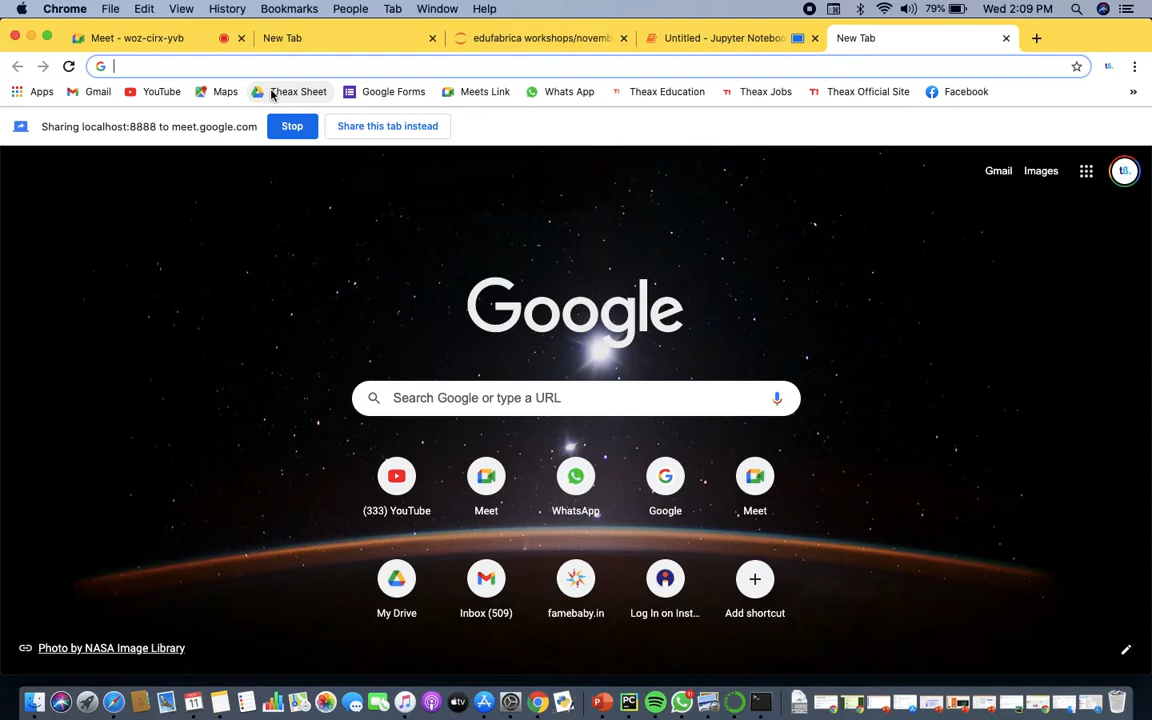 Chrome File Edit View History Bookmarks People Cat Tab Window Help 79% Wed 2:09 PM
Meet - woz-cirx-yvb New Tab edufabrica workshops/novemb Untitled - Jupyter Noteboo New Tab
Apps Gmail YouTube Maps Theax Sheet Google Forms Meets Link Whats App Theax Education Theax Jobs Theax Official Site Facebook »
Sharing localhost:8888 to meet.google.com Stop Share this tab instead
Gmail Images tß.
Google
Search Google or type a URL
(333) YouTube Meet WhatsApp Google Meet
My Drive Inbox (509) famebaby.in Log In on Inst... Add shortcut
Photo by NASA Image Library